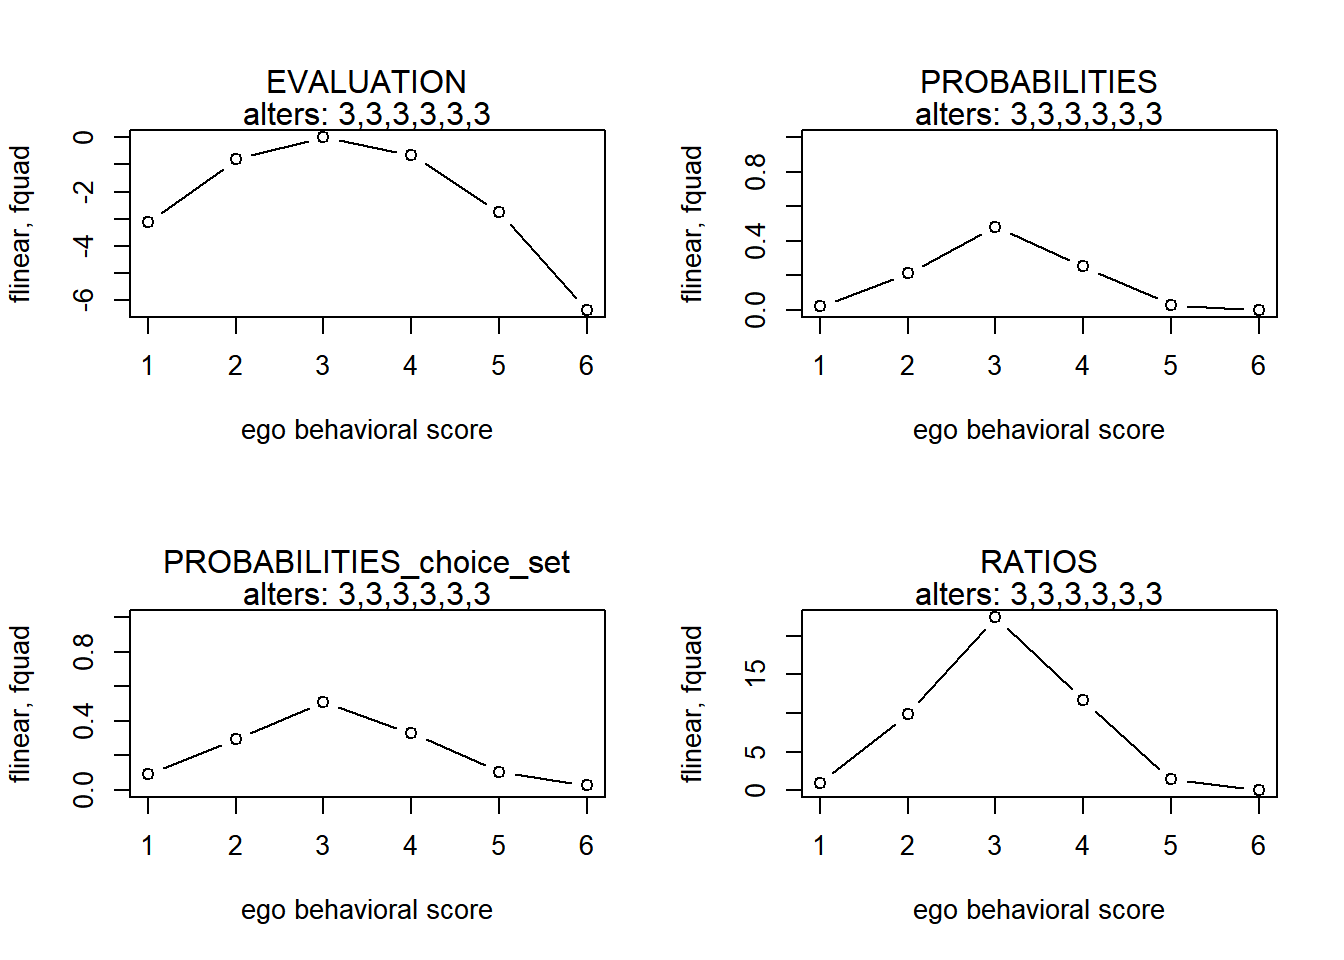 EVALUATION
alters: 3,3,3,3,3,3
flinear, fquad
0
-2
-4
-6
1 2 3 4 5 6
ego behavioral score
PROBABILITIES
alters: 3,3,3,3,3,3
flinear, fquad
0.8
0.4
0.0
1 2 3 4 5 6
ego behavioral score
PROBABILITIES_choice_set
alters: 3,3,3,3,3,3
flinear, fquad
0.8
0.4
0.0
1 2 3 4 5 6
ego behavioral score
RATIOS
alters: 3,3,3,3,3,3
flinear, fquad
15
5
0
1 2 3 4 5 6
ego behavioral score